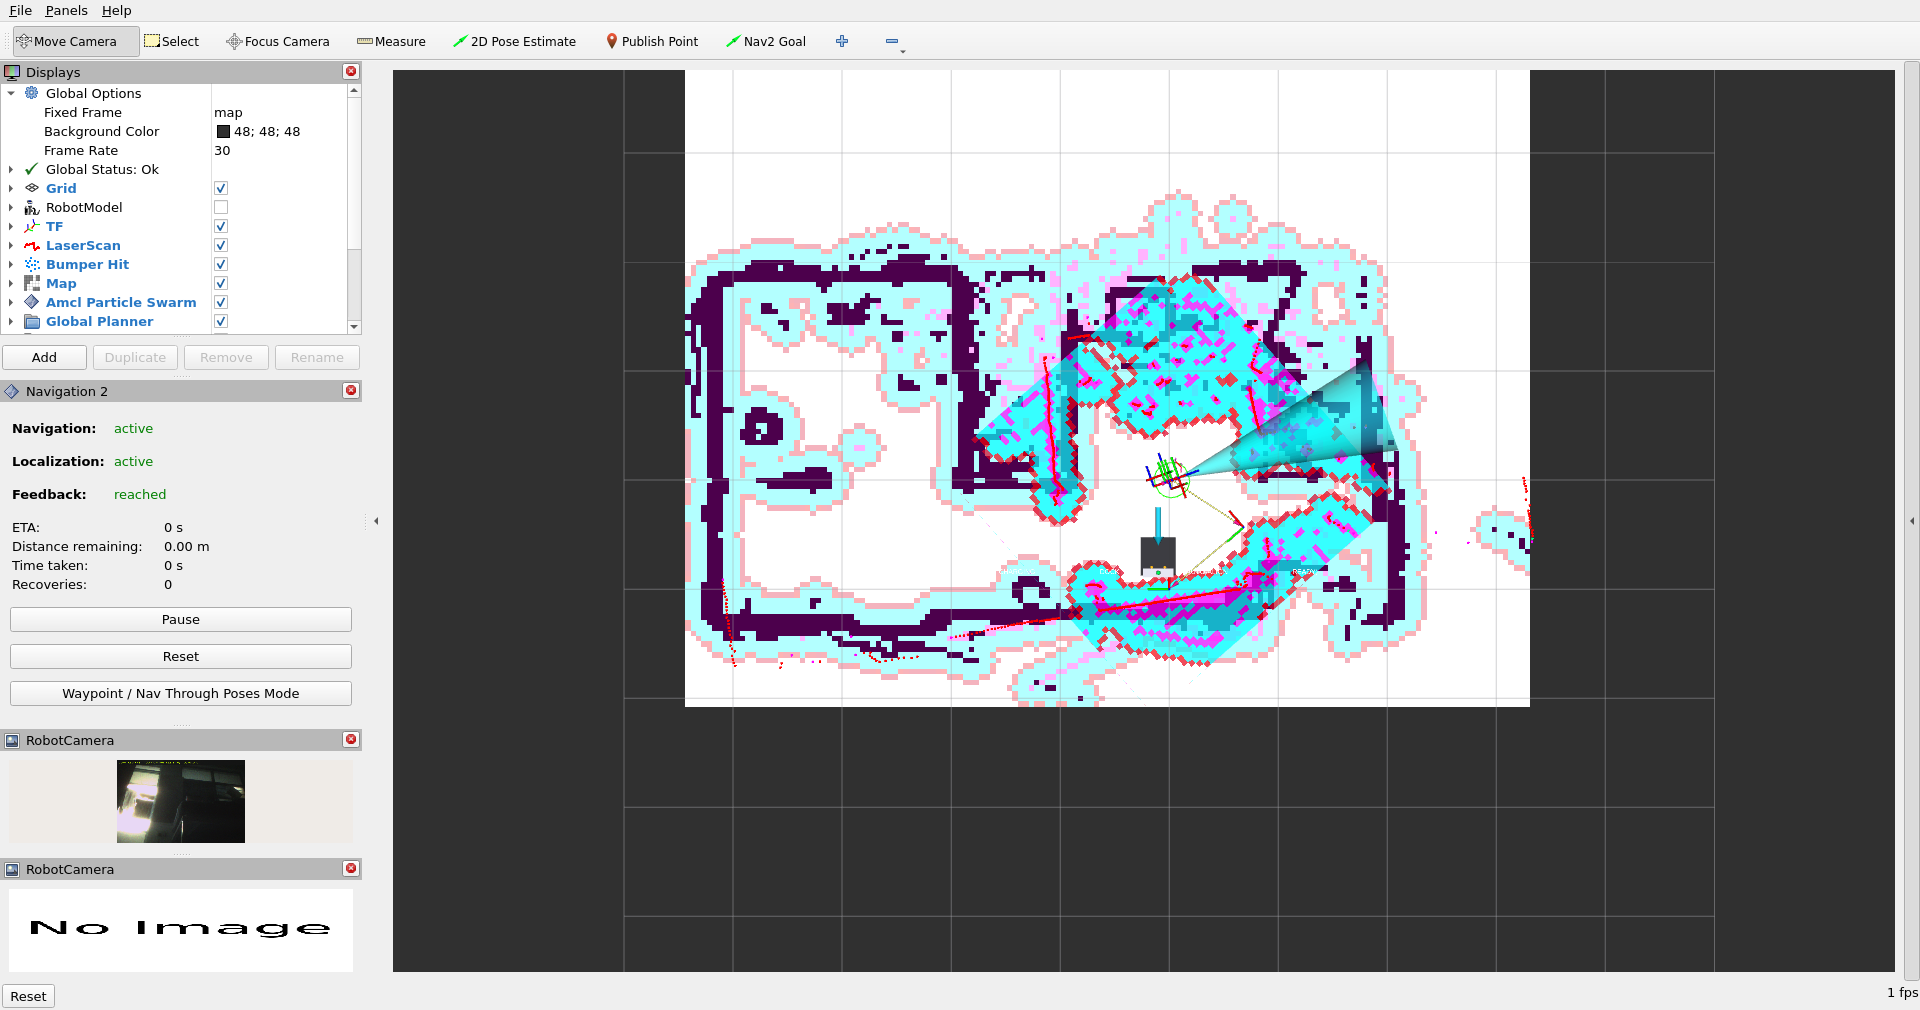 File Panels Help
Move Camera Select Focus Camera Measure 2D Pose Estimate Publish Point Nav2 Goal
Displays
Global Options
Fixed Frame map
Background Color 48; 48; 48
Frame Rate 30
Global Status: Ok
Grid
RobotModel
TF
LaserScan
Bumper Hit
Map
Amcl Particle Swarm
Global Planner
Add Duplicate Remove Rename
Navigation 2
Navigation: active
Localization: active
Feedback: reached
ETA: 0 s
Distance remaining: 0.00 m
Time taken: 0 s
Recoveries: 0
Pause
Reset
Waypoint / Nav Through Poses Mode
RobotCamera
RobotCamera
No Image
READY
Reset
1 fps